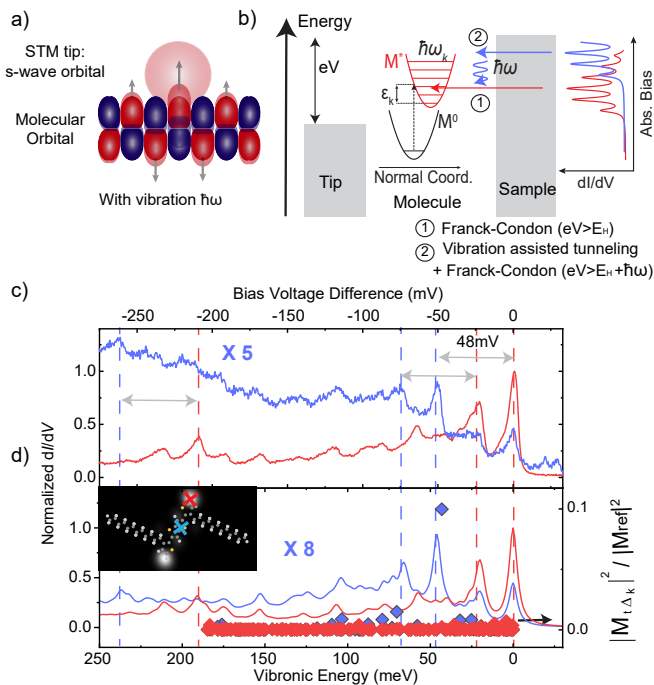 a)
STM tip:
s-wave orbital
Molecular
Orbital
With vibration ħω
b)
Energy
eV
Tip
M*
ħω_k
ε_k
M⁰
Normal Coord.
Molecule
②
ħω
①
Sample
Abs. Bias
dI/dV
① Franck-Condon (eV>E_H)
② Vibration assisted tunneling
+ Franck-Condon (eV>E_H+ħω)
c)
Bias Voltage Difference (mV)
-250 -200 -150 -100 -50 0
X 5
48mV
1.0
0.5
0.0
Normalized dI/dV
d)
X 8
1.0
0.5
0.0
0.1
0.0
|M_tΔk|² / |Mref|²
250 200 150 100 50 0
Vibronic Energy (meV)